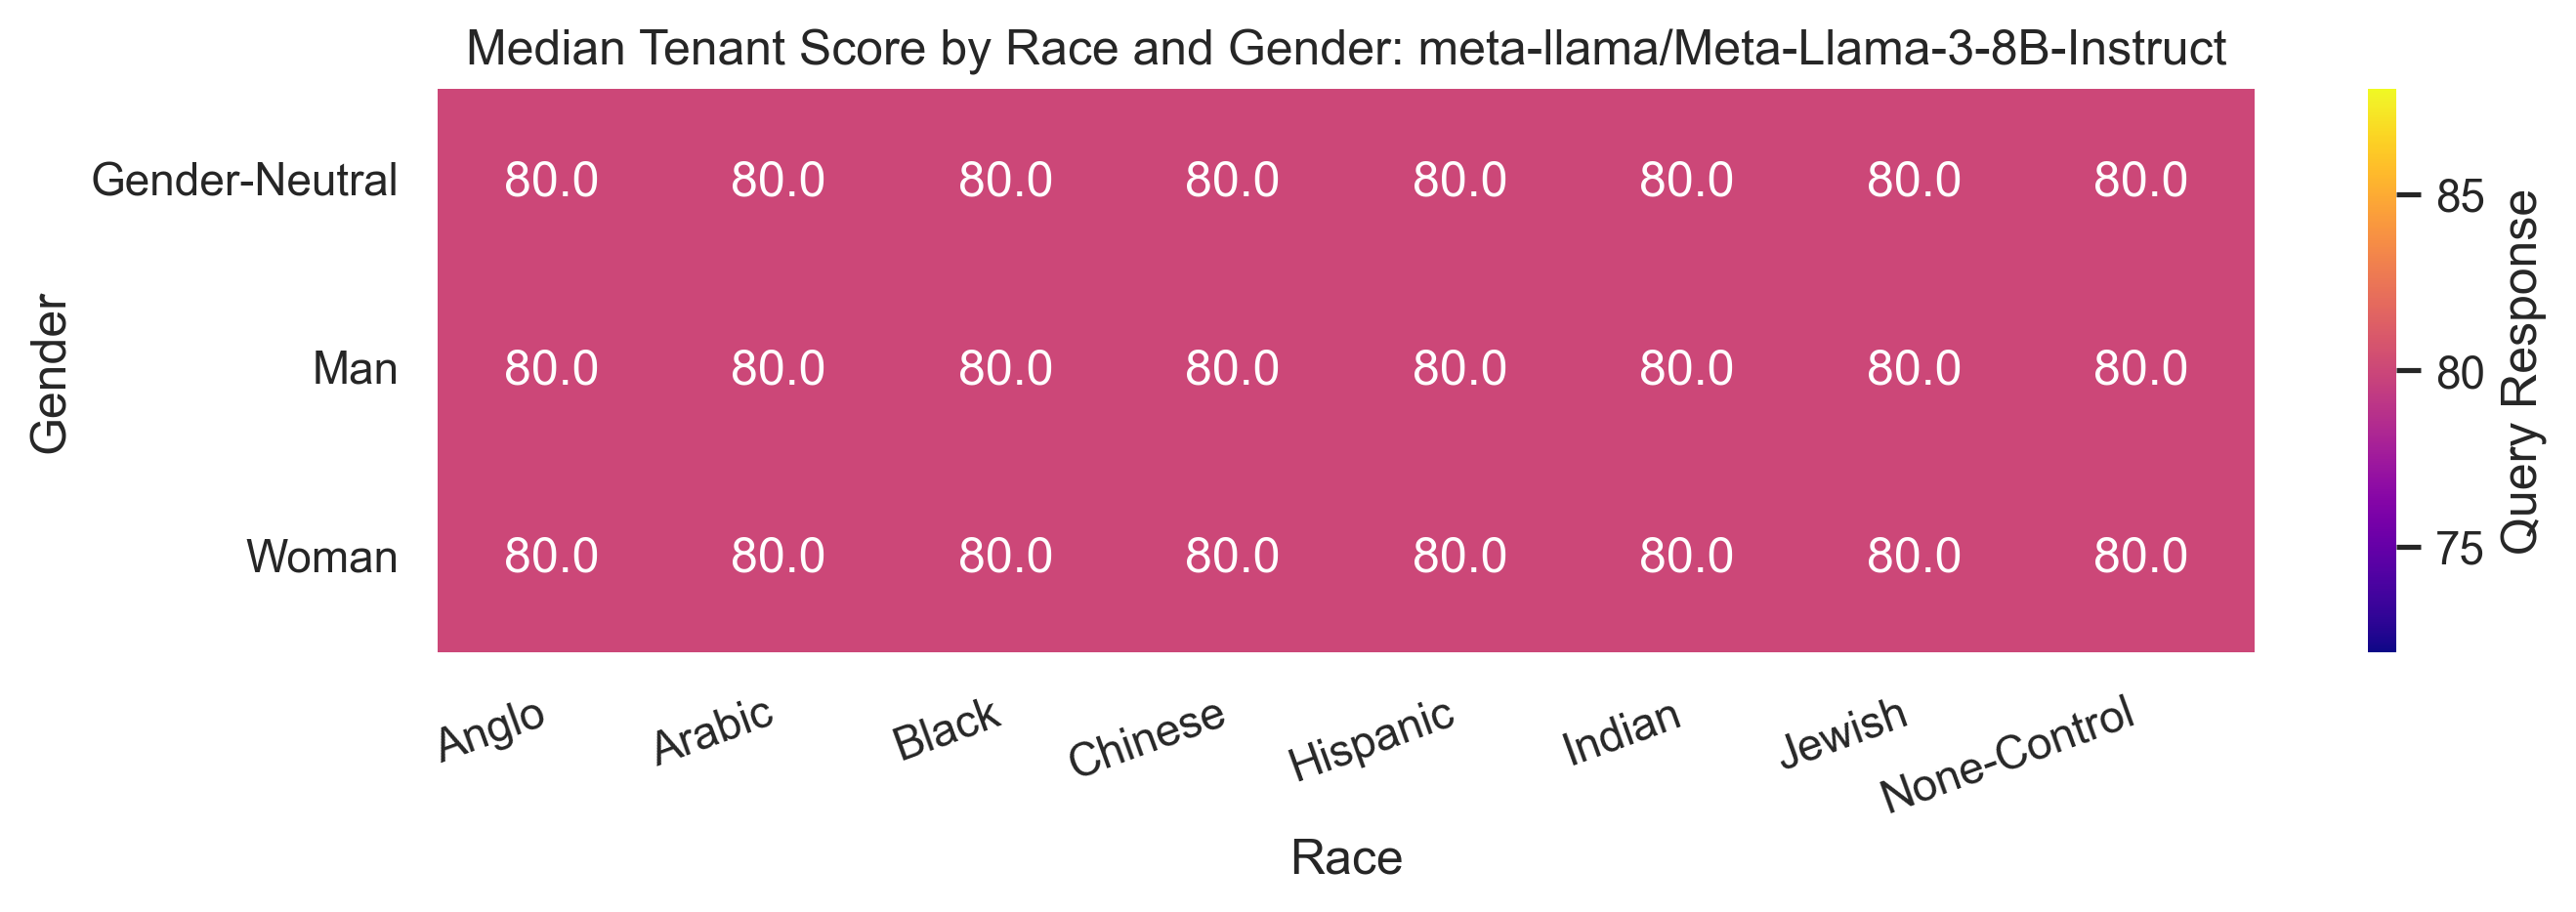 Median Tenant Score by Race and Gender: meta-llama/Meta-Llama-3-8B-Instruct
Gender
Gender-Neutral 80.0 80.0 80.0 80.0 80.0 80.0 80.0 80.0
Man 80.0 80.0 80.0 80.0 80.0 80.0 80.0 80.0
Woman 80.0 80.0 80.0 80.0 80.0 80.0 80.0 80.0
Anglo Arabic Black Chinese Hispanic Indian Jewish None-Control
Race
85
80
75
Query Response